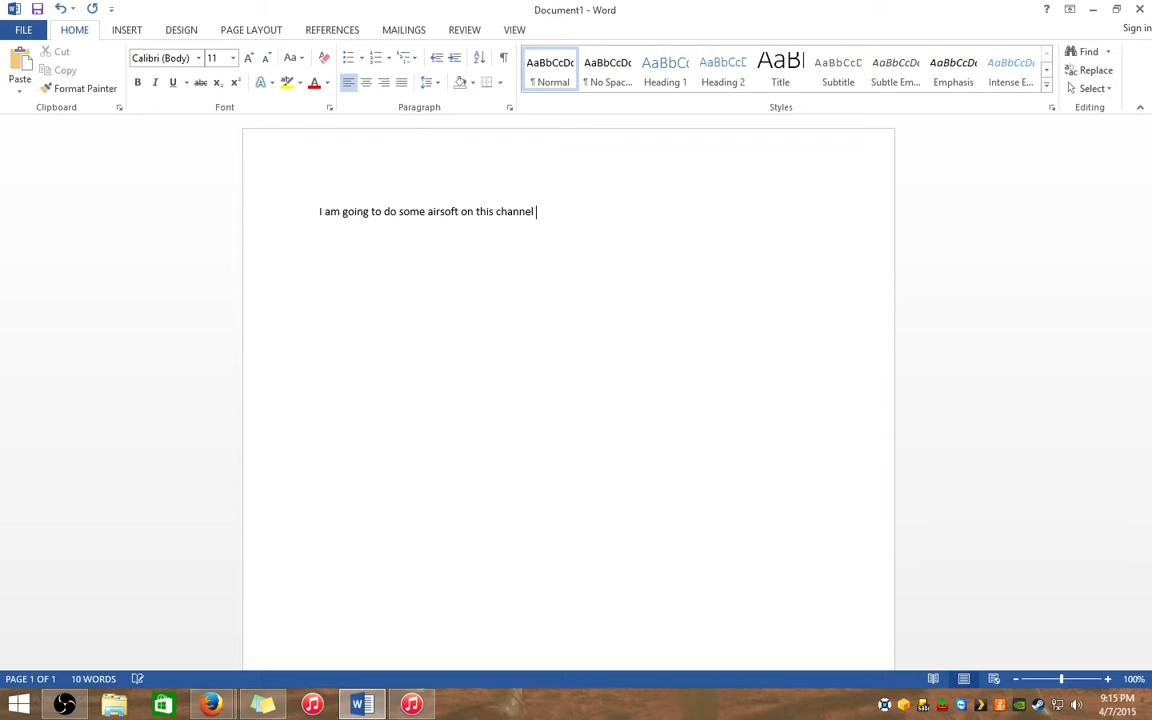 Document1 - Word
Sign in
FILE HOME INSERT DESIGN PAGE LAYOUT REFERENCES MAILINGS REVIEW VIEW
Paste
Cut
Copy
Format Painter
Clipboard
Calibri (Body) 11
Font
Paragraph
AaBbCcDc AaBbCcDc AaBbC AaBbCcD AaB AaBbCcD AaBbCcDc AaBbCcDc AaBbCcDc
¶ Normal ¶ No Spac... Heading 1 Heading 2 Title Subtitle Subtle Em... Emphasis Intense E...
Styles
Find
Replace
Select
Editing
I am going to do some airsoft on this channel
PAGE 1 OF 1 10 WORDS 100%
9:15 PM
4/7/2015